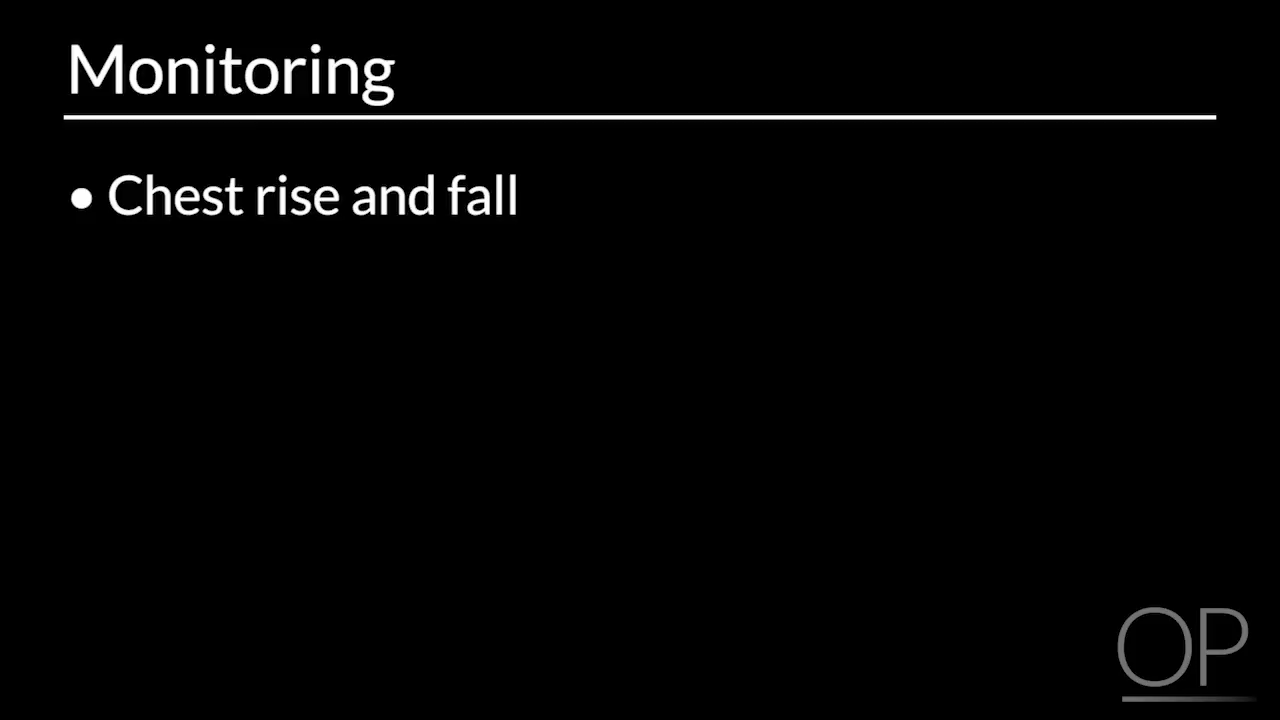 Monitoring
• Chest rise and fall
OP